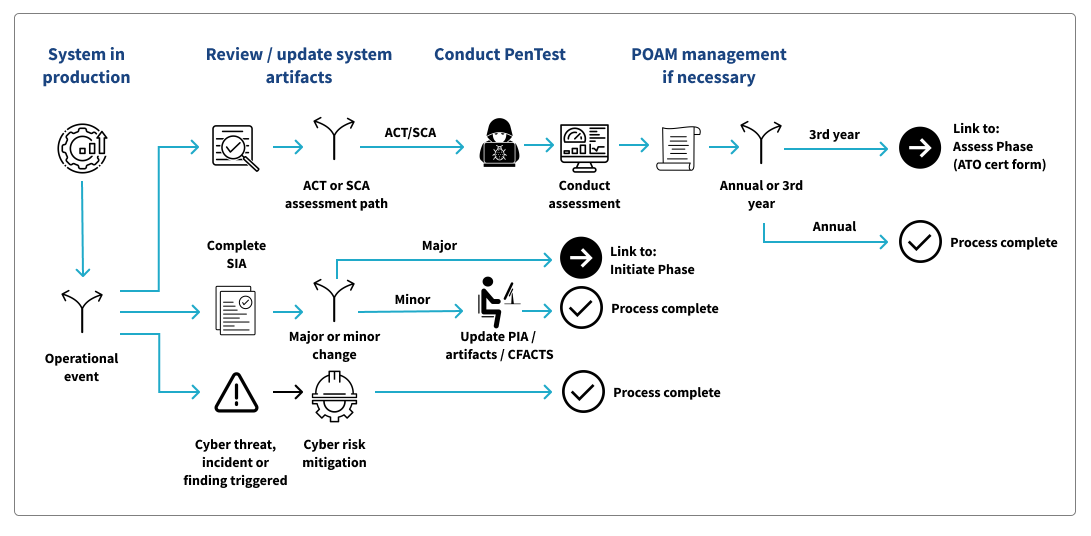 System in
production
Review / update system
artifacts
Conduct PenTest
POAM management
if necessary
ACT/SCA
3rd year
Link to:
Assess Phase
(ATO cert form)
ACT or SCA
assessment path
Conduct
assessment
Annual or 3rd
year
Annual
Process complete
Complete
SIA
Major
Link to:
Initiate Phase
Minor
Process complete
Major or minor
change
Update PIA /
artifacts / CFACTS
Operational
event
Process complete
Cyber threat,
incident or
finding triggered
Cyber risk
mitigation